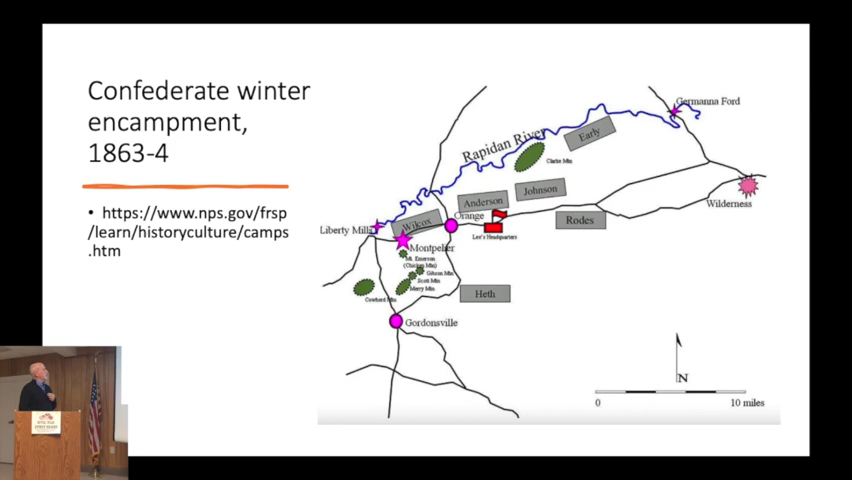 Confederate winter
encampment,
1863-4
• https://www.nps.gov/frsp
/learn/historyculture/camps
.htm
Germanna Ford
Rapidan River
Early
Clarks Mtn
Johnson
Anderson
Wilderness
Wilcox
Orange
Rodes
Liberty Mills
Lee's Headquarters
Montpelier
Mt. Emerson
(Chicken Mtn)
Gibson Mtn
Scott Mtn
Merry Mtn
Cowherd Mtn
Heth
Gordonsville
N
0 10 miles